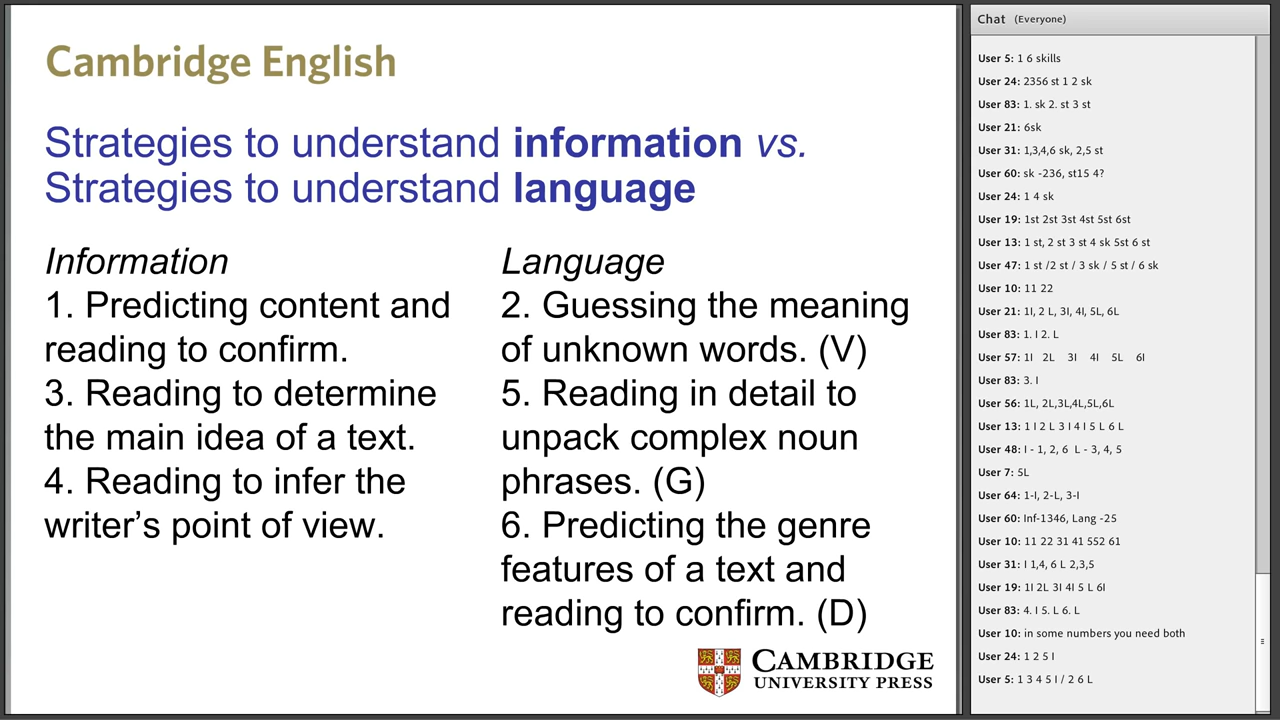 Cambridge English
Strategies to understand information vs.
Strategies to understand language
Information
1. Predicting content and
reading to confirm.
3. Reading to determine
the main idea of a text.
4. Reading to infer the
writer’s point of view.
Language
2. Guessing the meaning
of unknown words. (V)
5. Reading in detail to
unpack complex noun
phrases. (G)
6. Predicting the genre
features of a text and
reading to confirm. (D)
CAMBRIDGE
UNIVERSITY PRESS
Chat (Everyone)
User 5: 1 6 skills
User 24: 2356 st 1 2 sk
User 83: 1. sk 2. st 3 st
User 21: 6sk
User 31: 1,3,4,6 sk, 2,5 st
User 60: sk -236, st15 4?
User 24: 1 4 sk
User 19: 1st 2st 3st 4st 5st 6st
User 13: 1 st, 2 st 3 st 4 sk 5st 6 st
User 47: 1 st /2 st / 3 sk / 5 st / 6 sk
User 10: 11 22
User 21: 1I, 2 L, 3I, 4I, 5L, 6L
User 83: 1. I 2. L
User 57: 1I 2L 3I 4I 5L 6I
User 83: 3. I
User 56: 1L, 2L,3L,4L,5L,6L
User 13: 1 I 2 L 3 I 4 I 5 L 6 L
User 48: I - 1, 2, 6 L - 3, 4, 5
User 7: 5L
User 64: 1-I, 2-L, 3-I
User 60: Inf-1346, Lang -25
User 10: 11 22 31 41 552 61
User 31: I 1,4, 6 L 2,3,5
User 19: 1I 2L 3I 4I 5 L 6I
User 83: 4. I 5. L 6. L
User 10: in some numbers you need both
User 24: 1 2 5 I
User 5: 1 3 4 5 I / 2 6 L